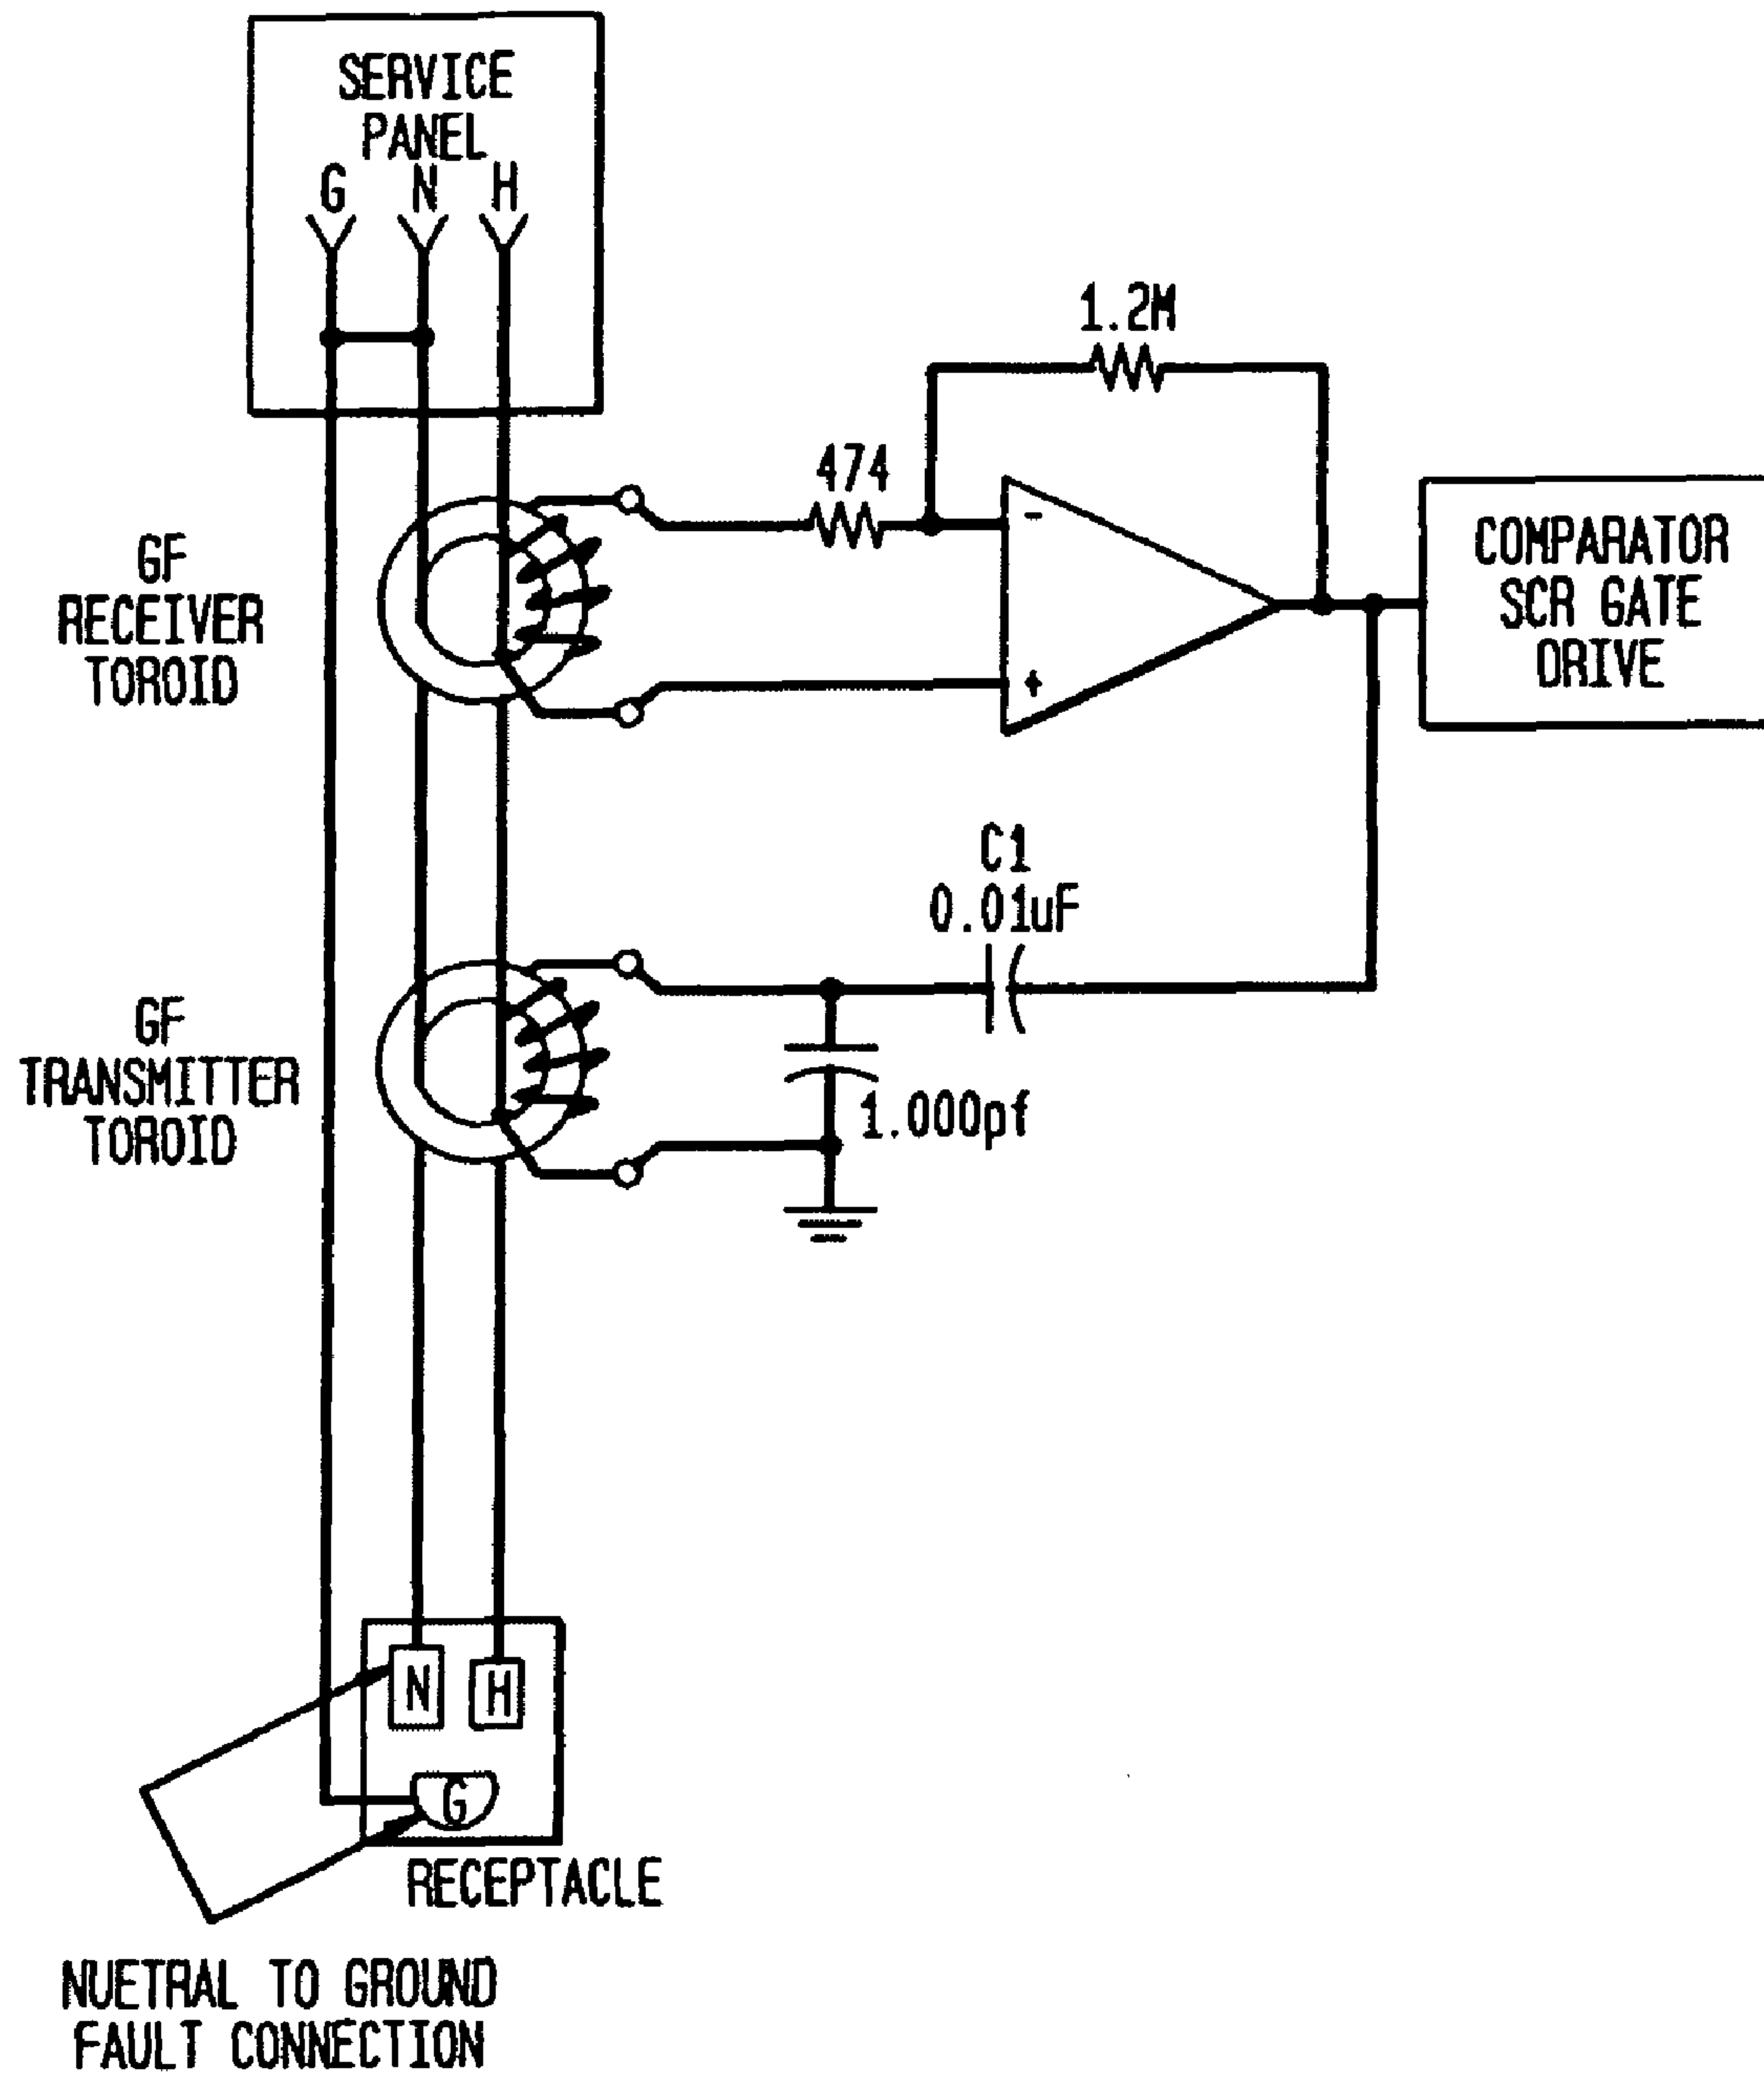 SERVICE
PANEL
G N H
1.2M
474
-
+
COMPARATOR
SCR GATE
DRIVE
GF
RECEIVER
TOROID
C1
0.01uF
GF
TRANSMITTER
TOROID
1.000pf
N H
G
RECEPTACLE
NUETRAL TO GROUND
FAULT CONNECTION